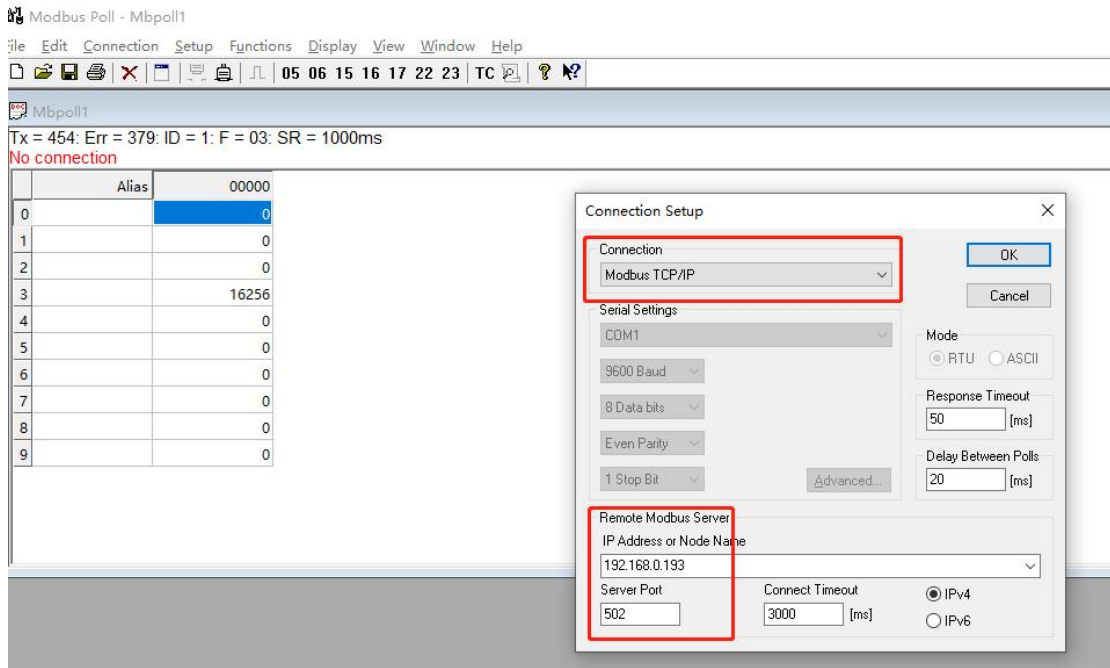 Modbus Poll - Mbpoll1
File Edit Connection Setup Functions Display View Window Help
05 06 15 16 17 22 23 TC
Mbpoll1
Tx = 454: Err = 379: ID = 1: F = 03: SR = 1000ms
No connection
Alias 00000
0 0
1 0
2 0
3 16256
4 0
5 0
6 0
7 0
8 0
9 0
Connection Setup
Connection
Modbus TCP/IP
OK
Cancel
Serial Settings
COM1
9600 Baud
8 Data bits
Even Parity
1 Stop Bit
Advanced...
Mode
RTU ASCII
Response Timeout
50 [ms]
Delay Between Polls
20 [ms]
Remote Modbus Server
IP Address or Node Name
192.168.0.193
Server Port
502
Connect Timeout
3000 [ms]
IPv4
IPv6